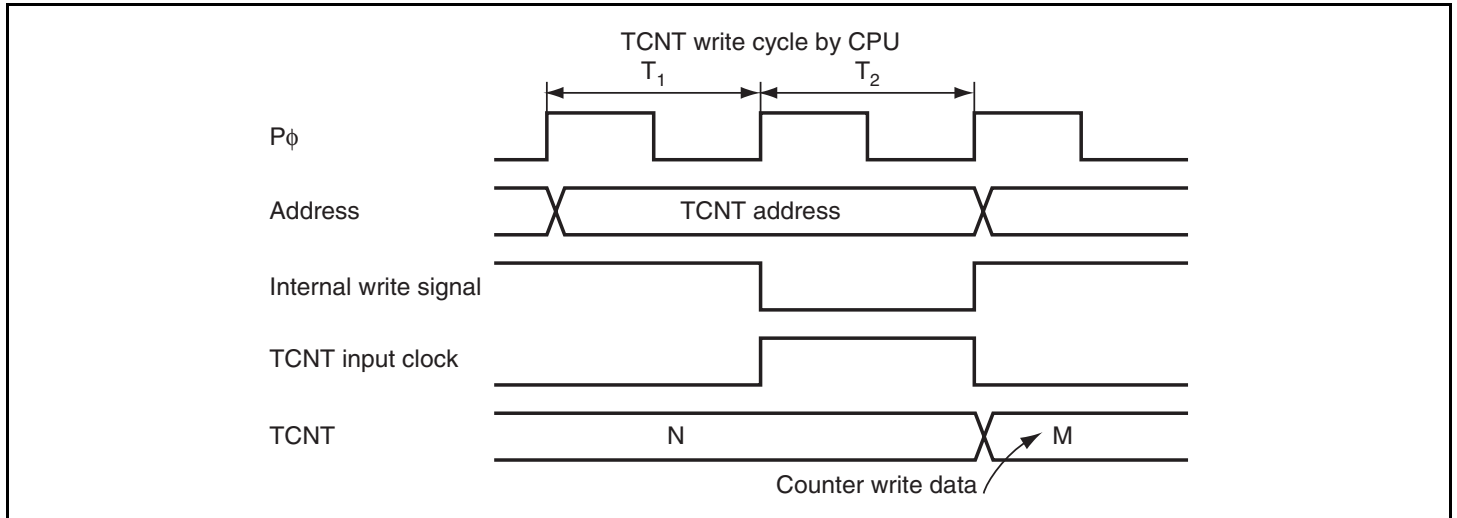 TCNT write cycle by CPU
T₁ T₂
Pϕ
Address TCNT address
Internal write signal
TCNT input clock
TCNT N M
Counter write data